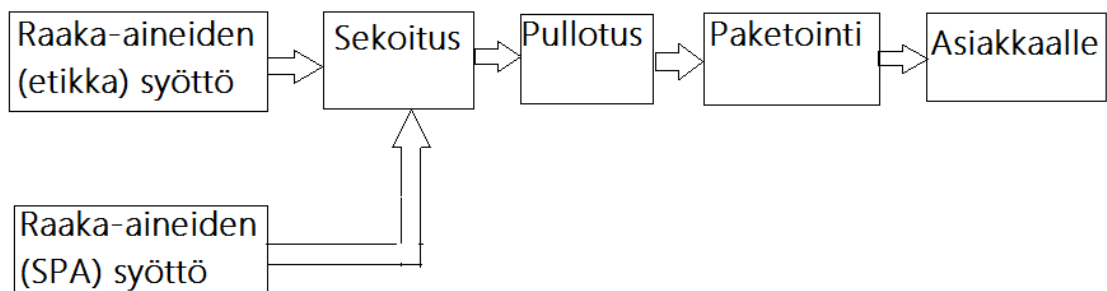 Raaka-aineiden
(etikka) syöttö
Sekoitus
Pullotus
Paketointi
Asiakkaalle
Raaka-aineiden
(SPA) syöttö